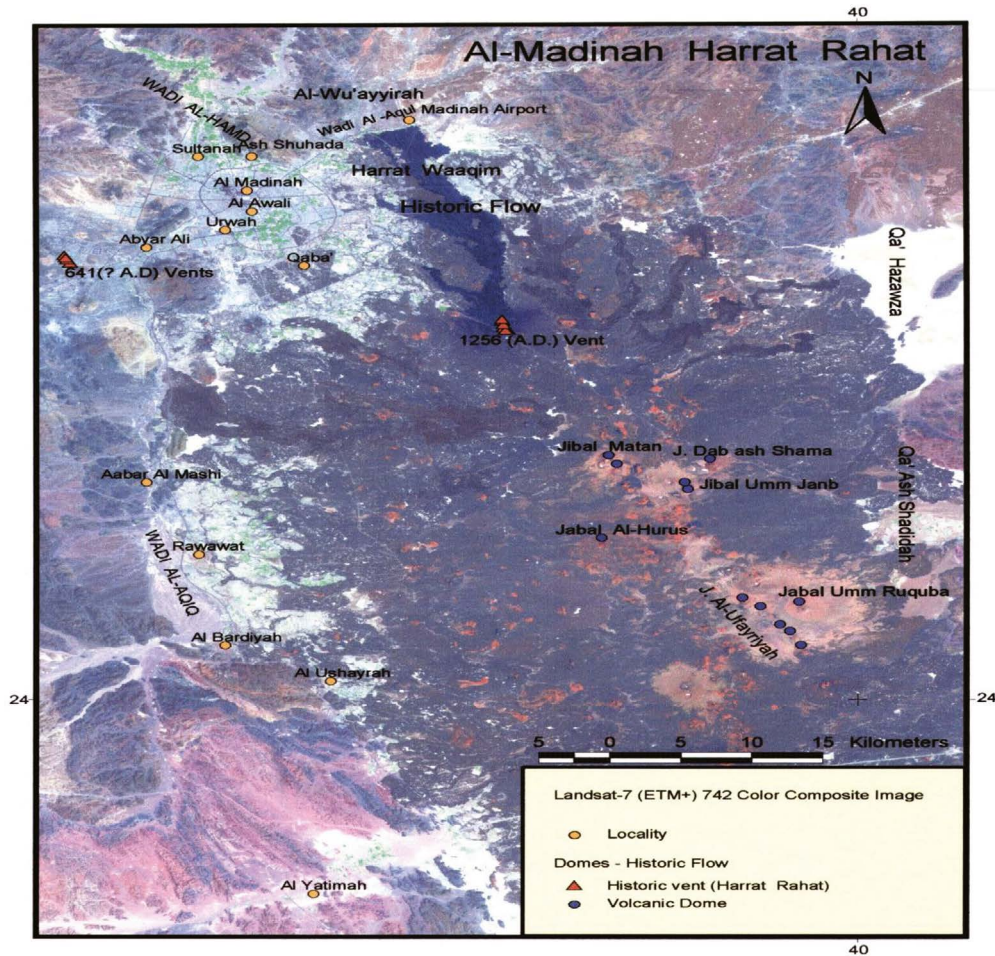 40
Al-Madinah Harrat Rahat
N
WADI AL-HAMD
Al-Wu'ayyirah
Wadi Al-Aqul
Madinah Airport
Sultanah
Ash Shuhada
Harrat Waaqim
Al Madinah
Al Awali
Historic Flow
Urwah
Abyar Ali
Qaba'
641(? A.D) Vents
Qa' Hazawza
1256 (A.D.) Vent
Jibal Matan
J. Dab ash Shama
Aabar Al Mashi
Jibal Umm Janb
Qa' Ash Shadidah
Jabal Al-Hurus
Rawawat
WADI AL-AQIQ
Jabal Umm Ruquba
J. Al-Ufayriyah
Al Bardiyah
Al Ushayrah
24
24
5 0 5 10 15 Kilometers
Landsat-7 (ETM+) 742 Color Composite Image
Locality
Domes - Historic Flow
Historic vent (Harrat Rahat)
Volcanic Dome
Al Yatimah
40